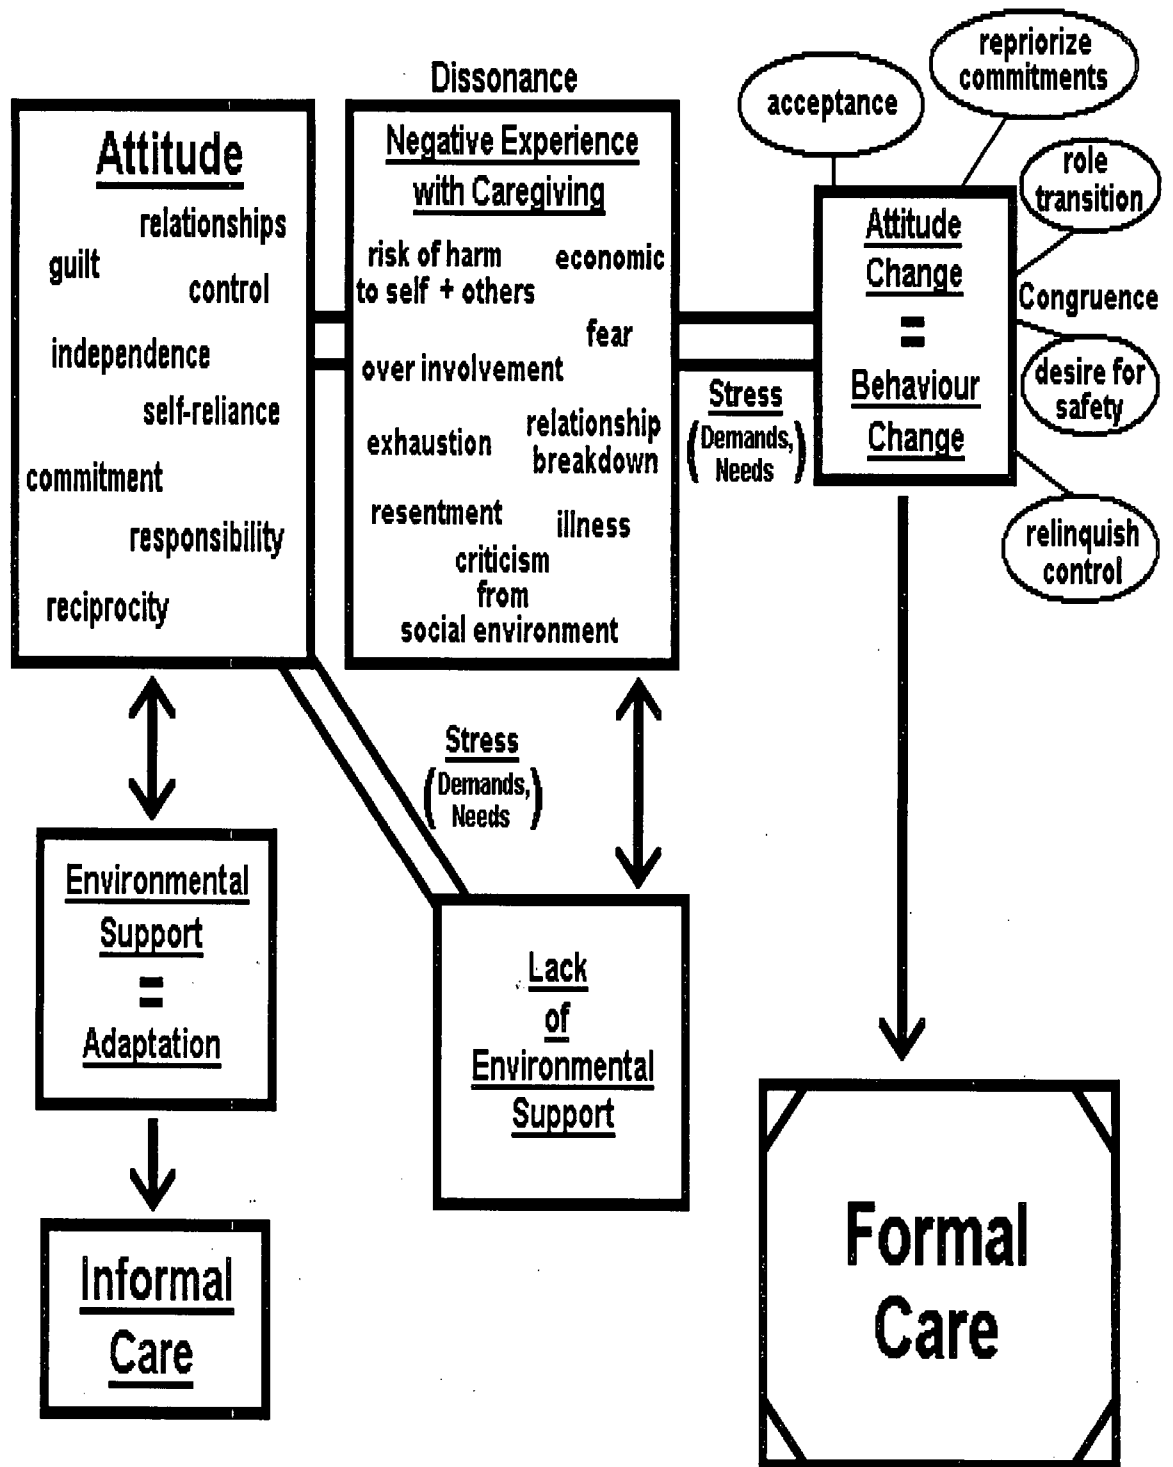 Attitude
relationships
guilt
control
independence
self-reliance
commitment
responsibility
reciprocity
Dissonance
Negative Experience
with Caregiving
risk of harm
to self + others
economic
fear
over involvement
relationship
breakdown
exhaustion
resentment
illness
criticism
from
social environment
Stress
(Demands,
Needs)
acceptance
repriorize
commitments
role
transition
Attitude
Change
=
Behaviour
Change
Congruence
desire for
safety
relinquish
control
Stress
(Demands,
Needs)
Environmental
Support
=
Adaptation
Lack
of
Environmental
Support
Informal
Care
Formal
Care